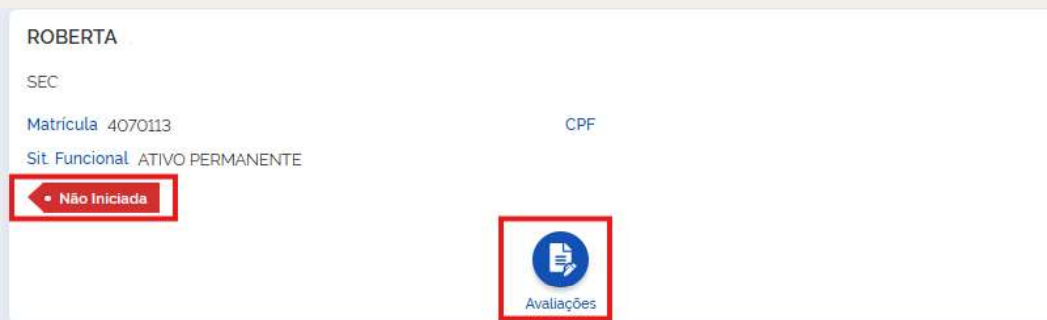 ROBERTA
SEC
Matrícula 4070113 CPF
Sit. Funcional ATIVO PERMANENTE
Não Iniciada
Avaliações